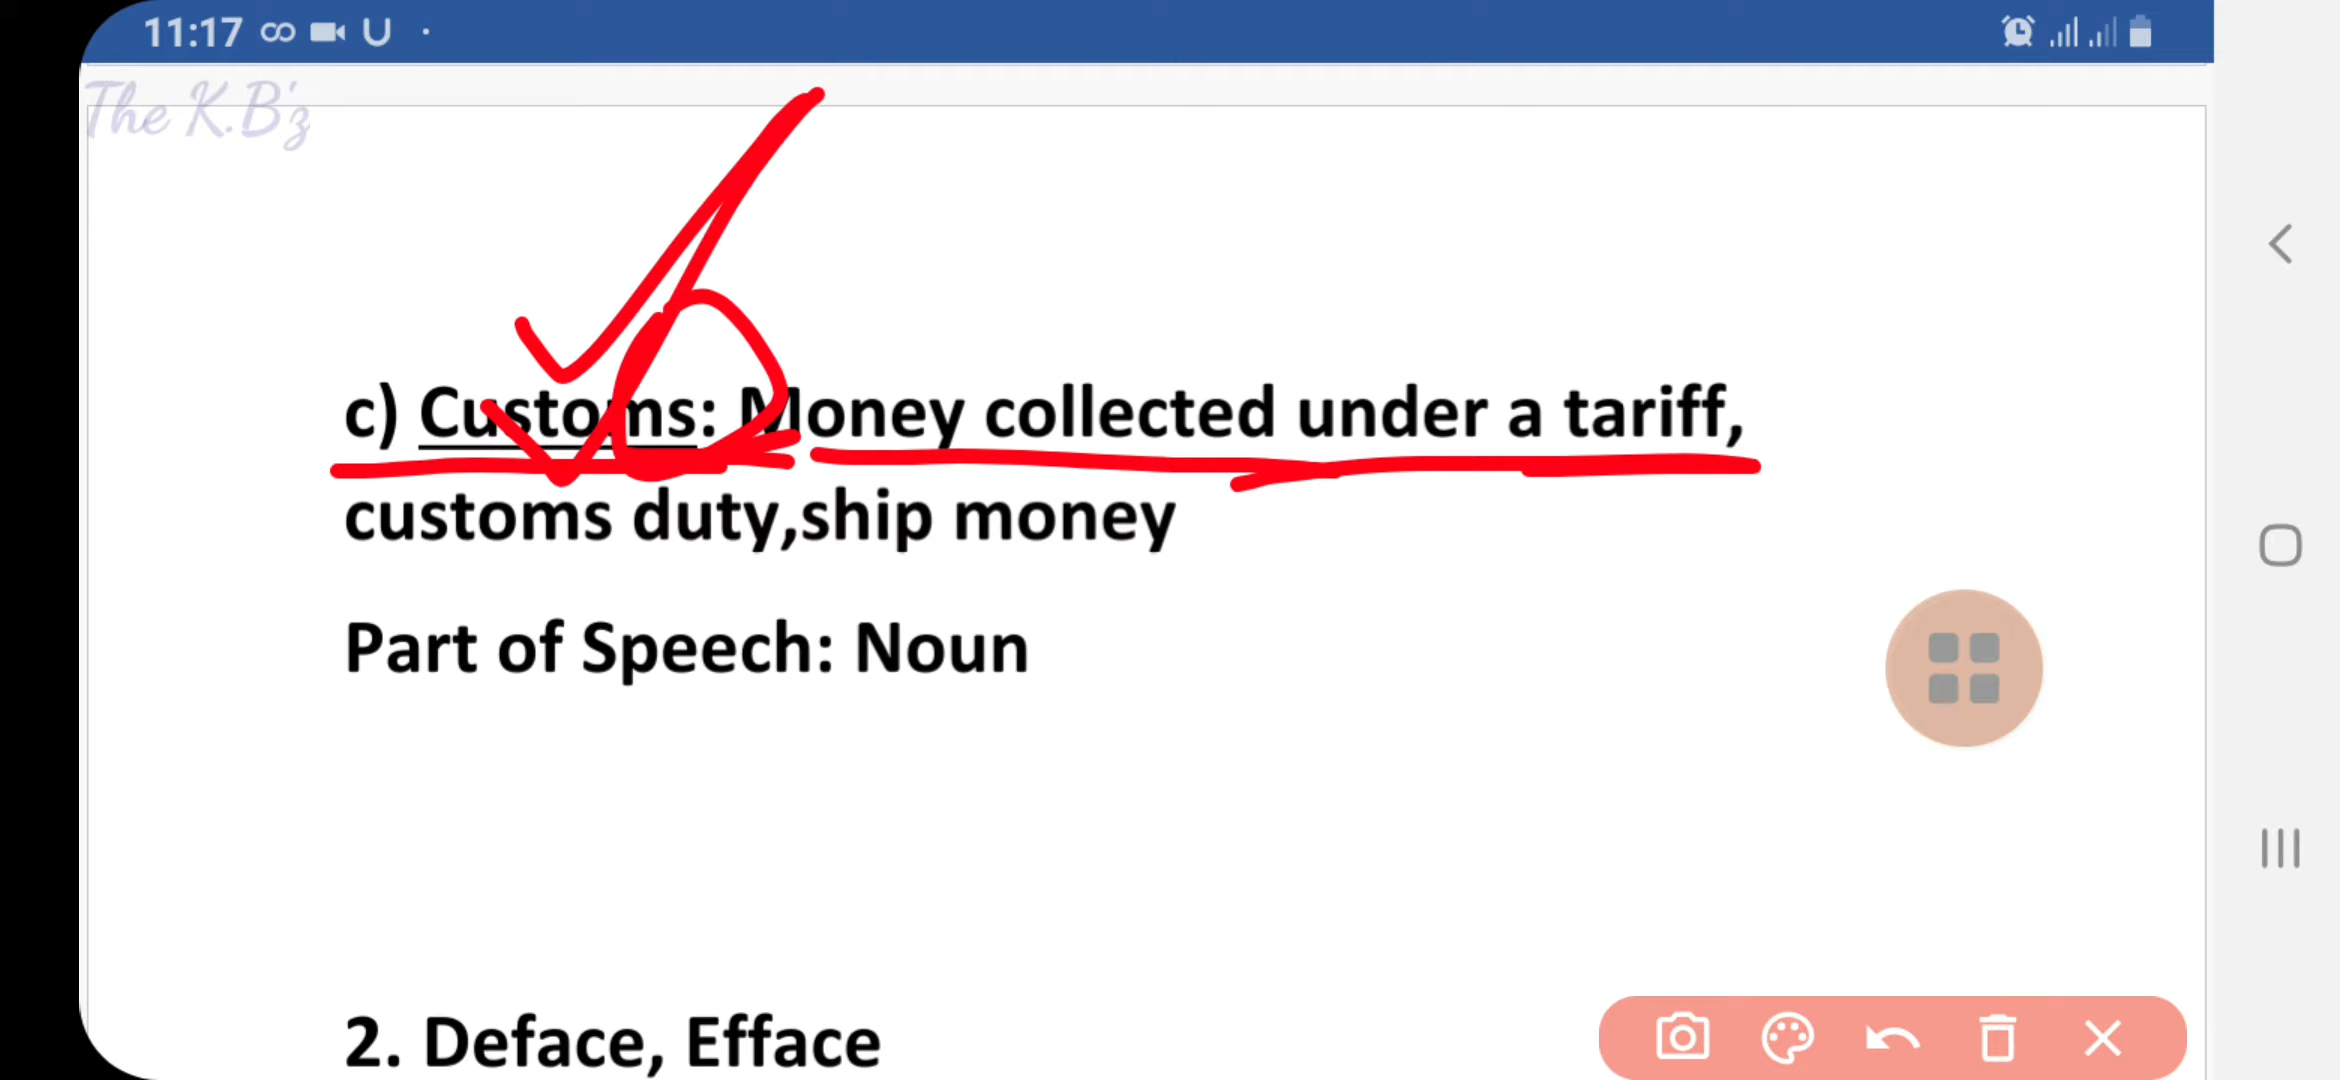 11:17
The K.B'z
c) Customs: Money collected under a tariff,
customs duty,ship money
Part of Speech: Noun
2. Deface, Efface